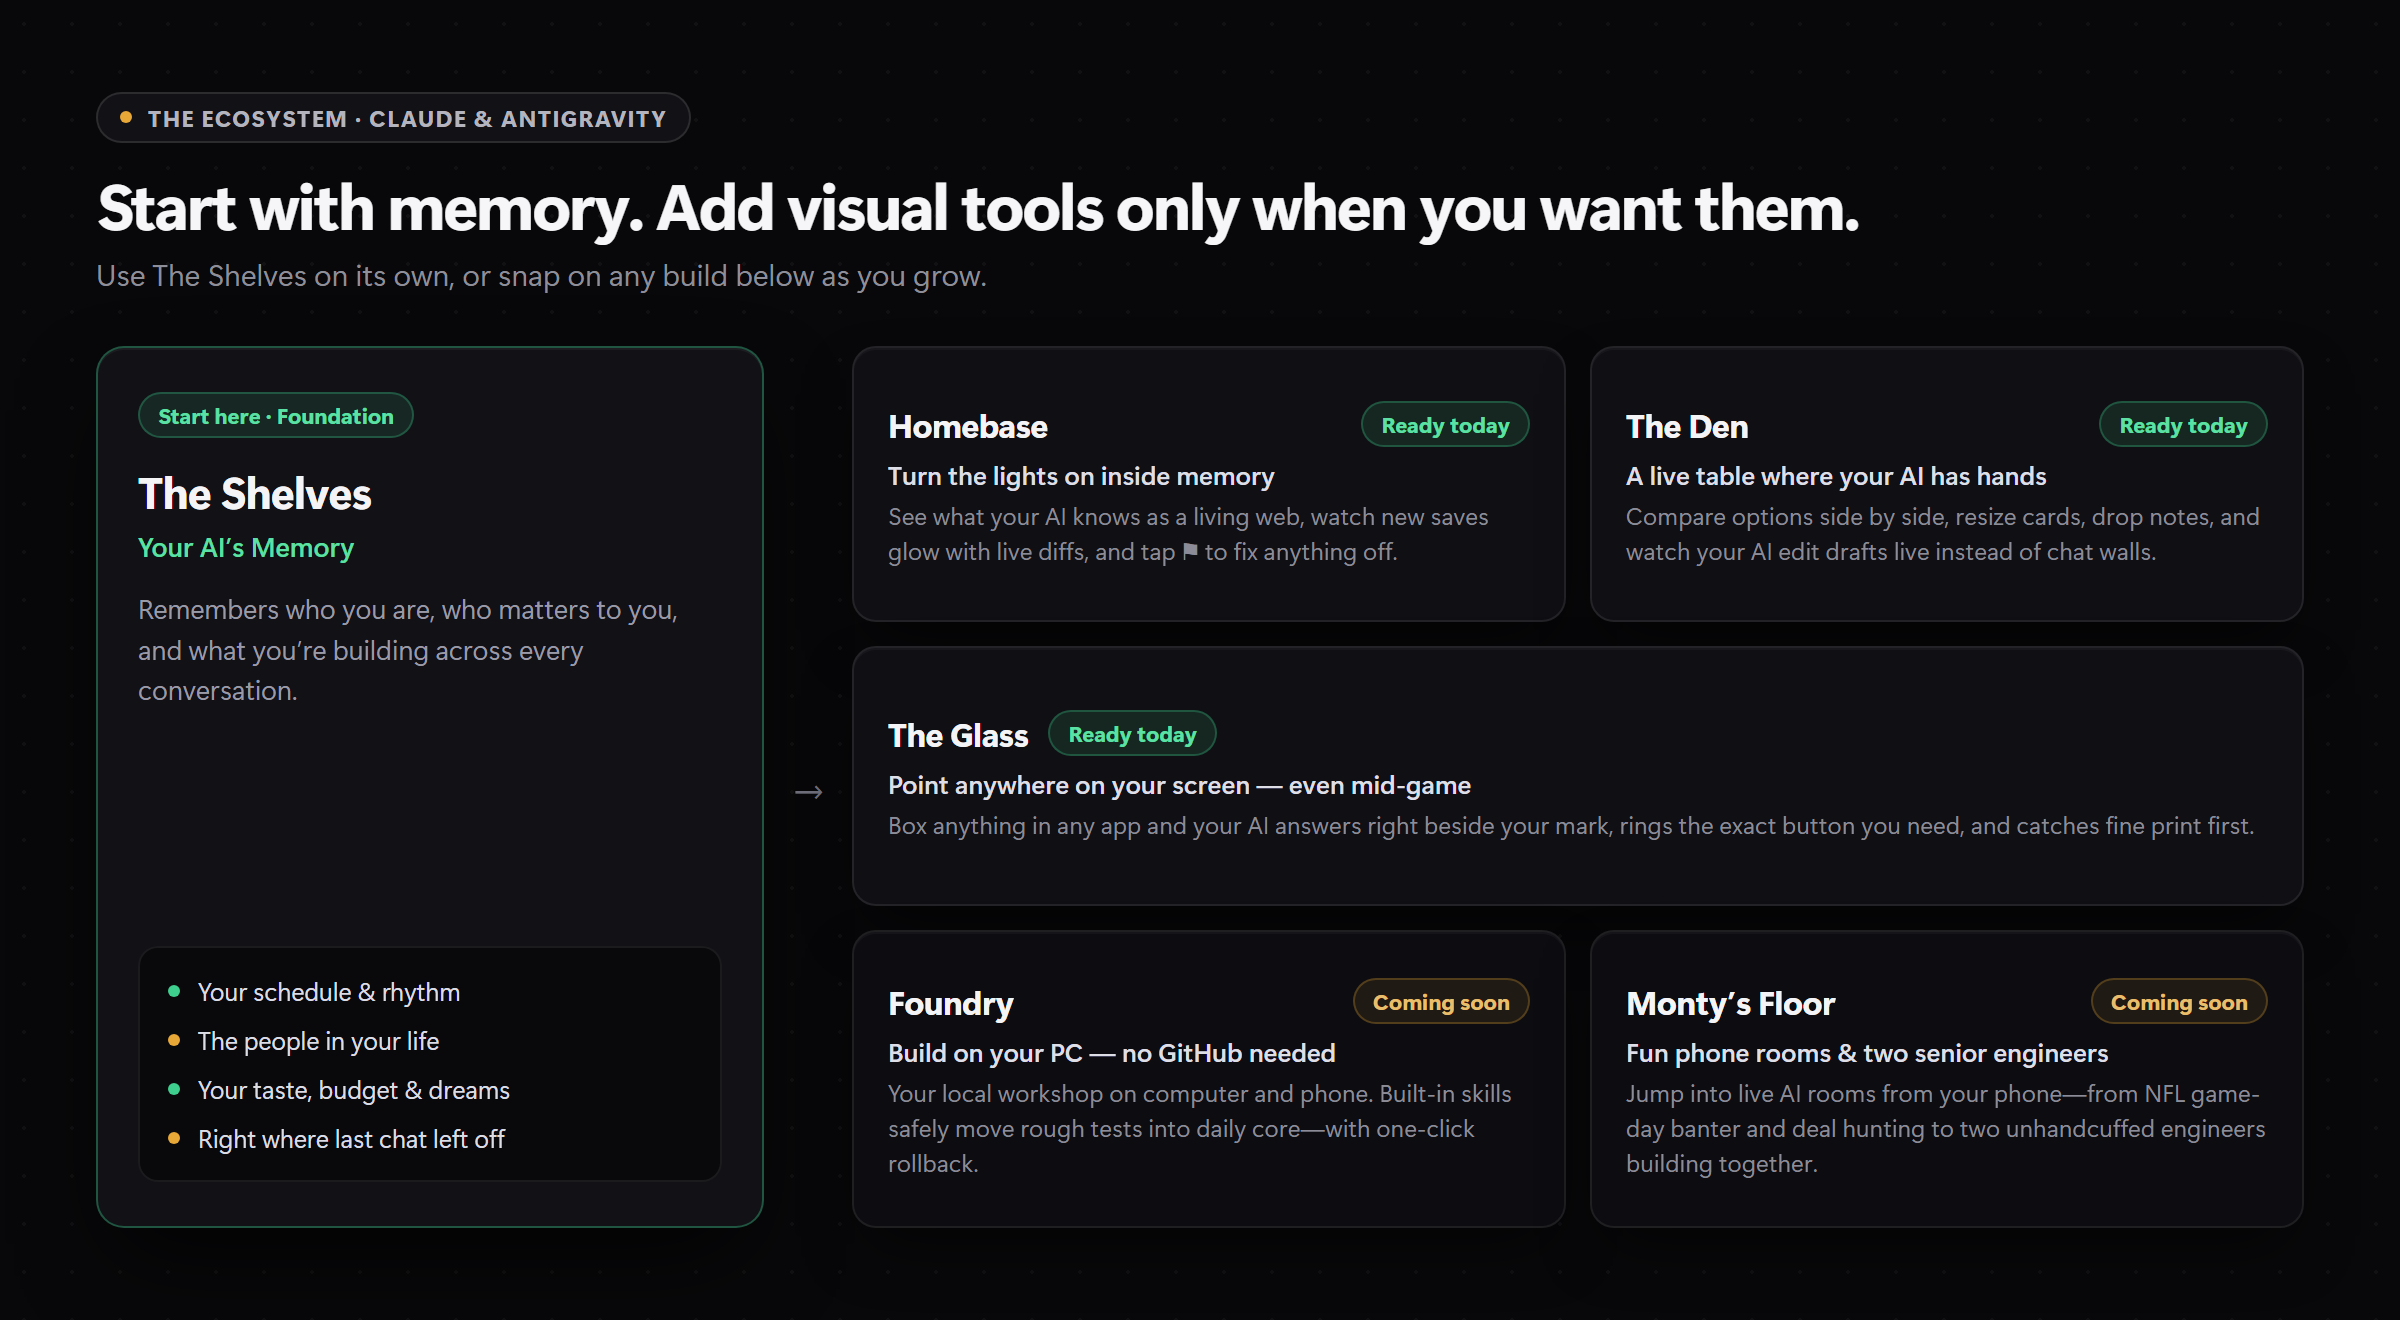 THE ECOSYSTEM · CLAUDE & ANTIGRAVITY
Start with memory. Add visual tools only when you want them.
Use The Shelves on its own, or snap on any build below as you grow.
Start here · Foundation
The Shelves
Your AI’s Memory
Remembers who you are, who matters to you,
and what you’re building across every
conversation.
Your schedule & rhythm
The people in your life
Your taste, budget & dreams
Right where last chat left off
→
Homebase
Ready today
Turn the lights on inside memory
See what your AI knows as a living web, watch new saves
glow with live diffs, and tap ⚑ to fix anything off.
The Den
Ready today
A live table where your AI has hands
Compare options side by side, resize cards, drop notes, and
watch your AI edit drafts live instead of chat walls.
The Glass
Ready today
Point anywhere on your screen — even mid-game
Box anything in any app and your AI answers right beside your mark, rings the exact button you need, and catches fine print first.
Foundry
Coming soon
Build on your PC — no GitHub needed
Your local workshop on computer and phone. Built-in skills
safely move rough tests into daily core—with one-click
rollback.
Monty’s Floor
Coming soon
Fun phone rooms & two senior engineers
Jump into live AI rooms from your phone—from NFL game-
day banter and deal hunting to two unhandcuffed engineers
building together.